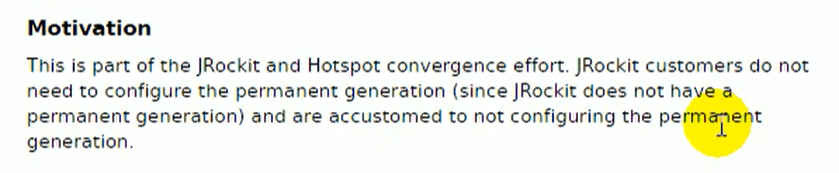 Motivation
This is part of the JRockit and Hotspot convergence effort. JRockit customers do not
need to configure the permanent generation (since JRockit does not have a
permanent generation) and are accustomed to not configuring the permanent
generation.